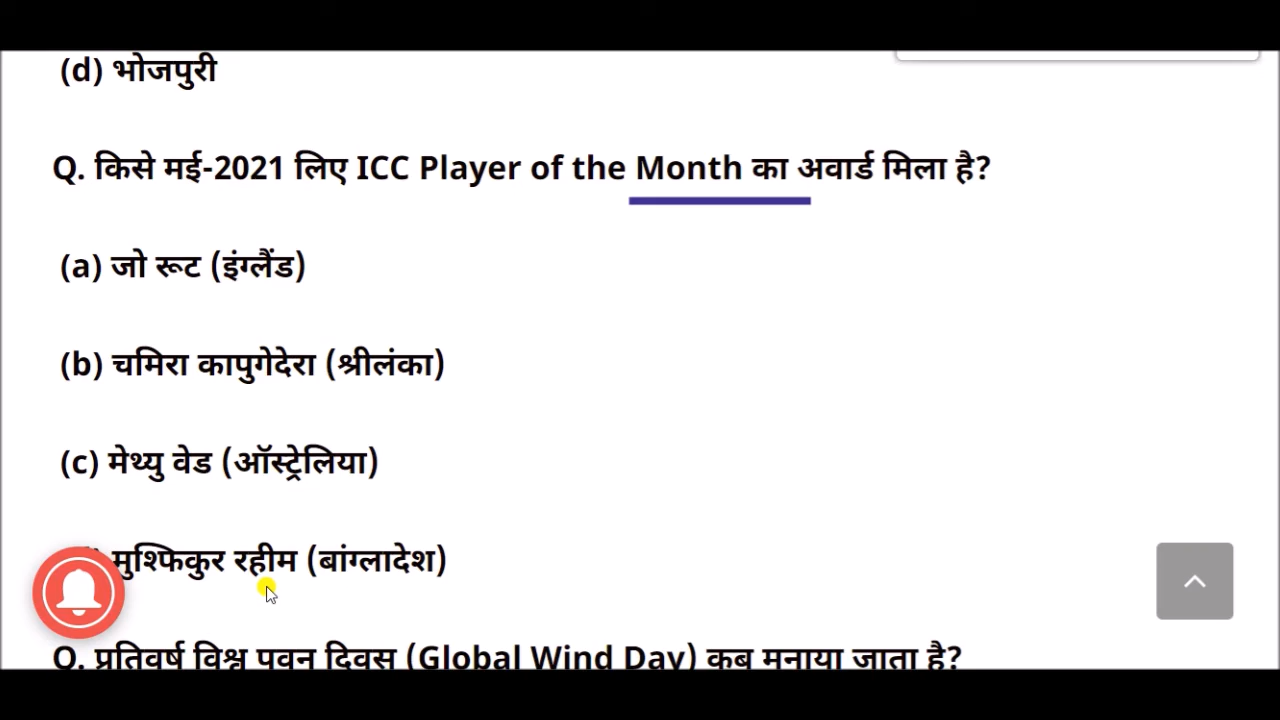 (d) भोजपुरी
Q. किसे मई-2021 लिए ICC Player of the Month का अवार्ड मिला है?
(a) जो रूट (इंग्लैंड)
(b) चमिरा कापुगेदेरा (श्रीलंका)
(c) मेथ्यु वेड (ऑस्ट्रेलिया)
मुश्फिकुर रहीम (बांग्लादेश)
Q. प्रतिवर्ष विश्व पवन दिवस (Global Wind Day) कब मनाया जाता है?